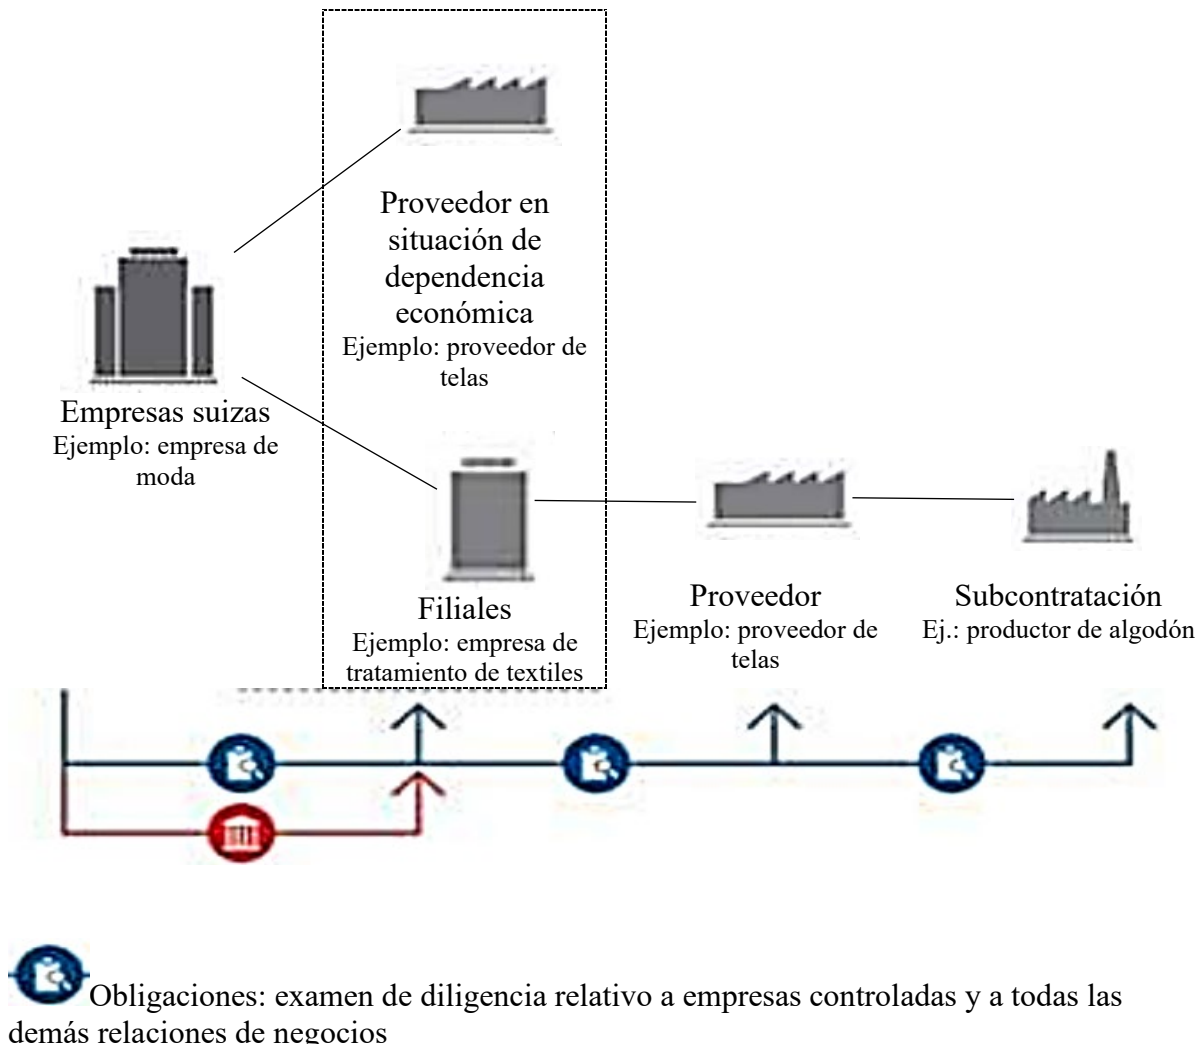 Proveedor en
situación de
dependencia
económica
Ejemplo: proveedor de
telas
Empresas suizas
Ejemplo: empresa de
moda
Filiales
Ejemplo: empresa de
tratamiento de textiles
Proveedor
Ejemplo: proveedor de
telas
Subcontratación
Ej.: productor de algodón
Obligaciones: examen de diligencia relativo a empresas controladas y a todas las
demás relaciones de negocios